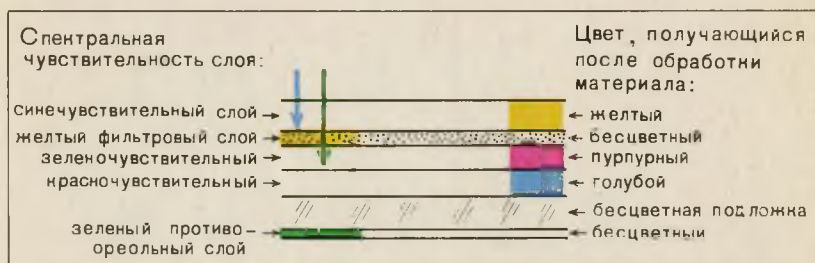 Спектральная
чувствительность слоя:
синечувствительный слой
желтый фильтровый слой
зеленочувствительный
красночувствительный
зеленый противо-
ореольный слой
Цвет, получающийся
после обработки
материала:
желтый
бесцветный
пурпурный
голубой
бесцветная подложка
бесцветный